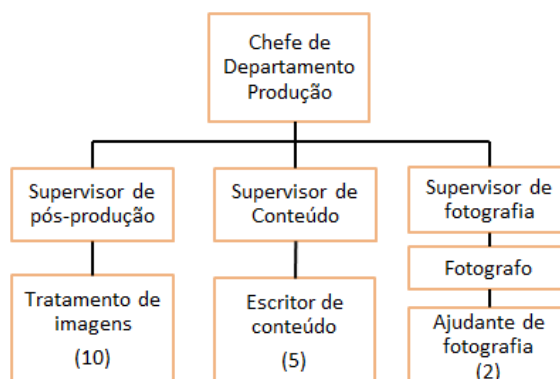 Chefe de
Departamento
Produção
Supervisor de
pós-produção
Supervisor de
Conteúdo
Supervisor de
fotografia
Fotografo
Tratamento de
imagens
(10)
Escritor de
conteúdo
(5)
Ajudante de
fotografia
(2)